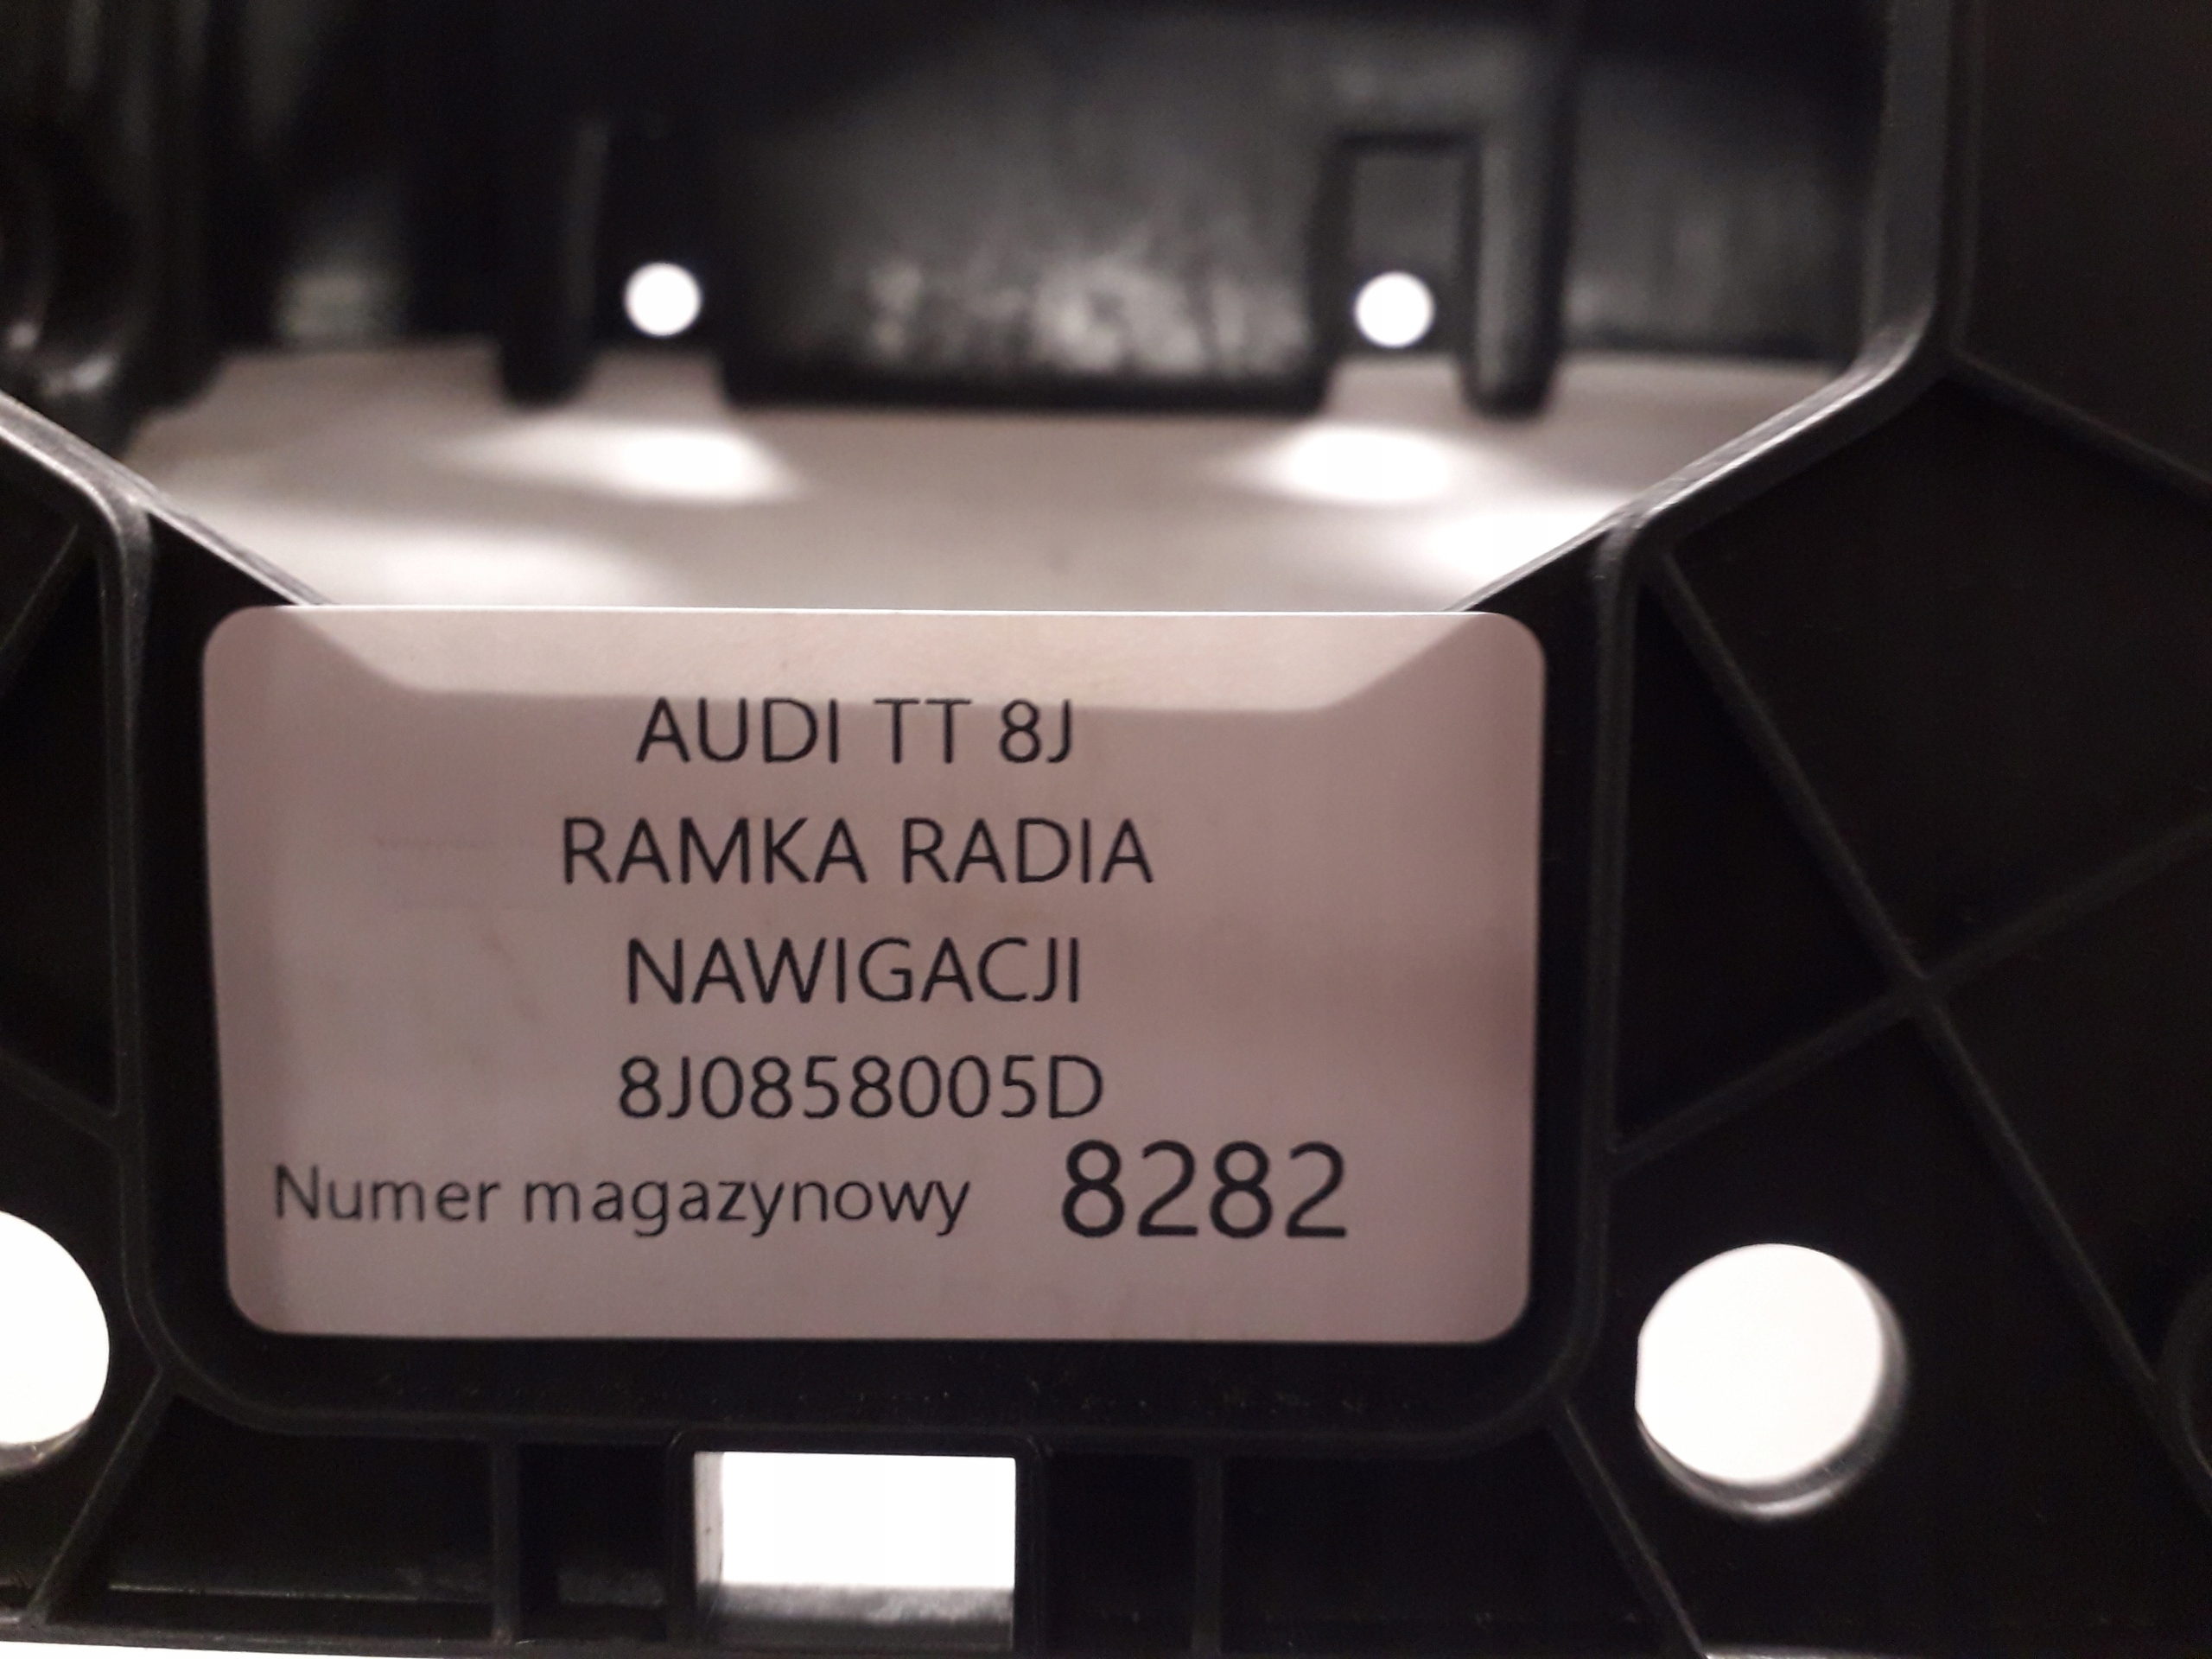 AUDI TT 8J
RAMKA RADIA
NAWIGACJI
8J0858005D
Numer magazynowy 8282